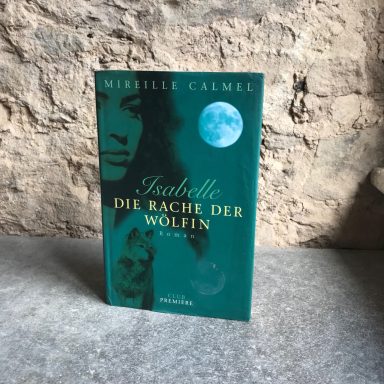 MIREILLE CALMEL
Isabelle
DIE RACHE DER
WÖLFIN
Roman
CLUB
PREMIERE